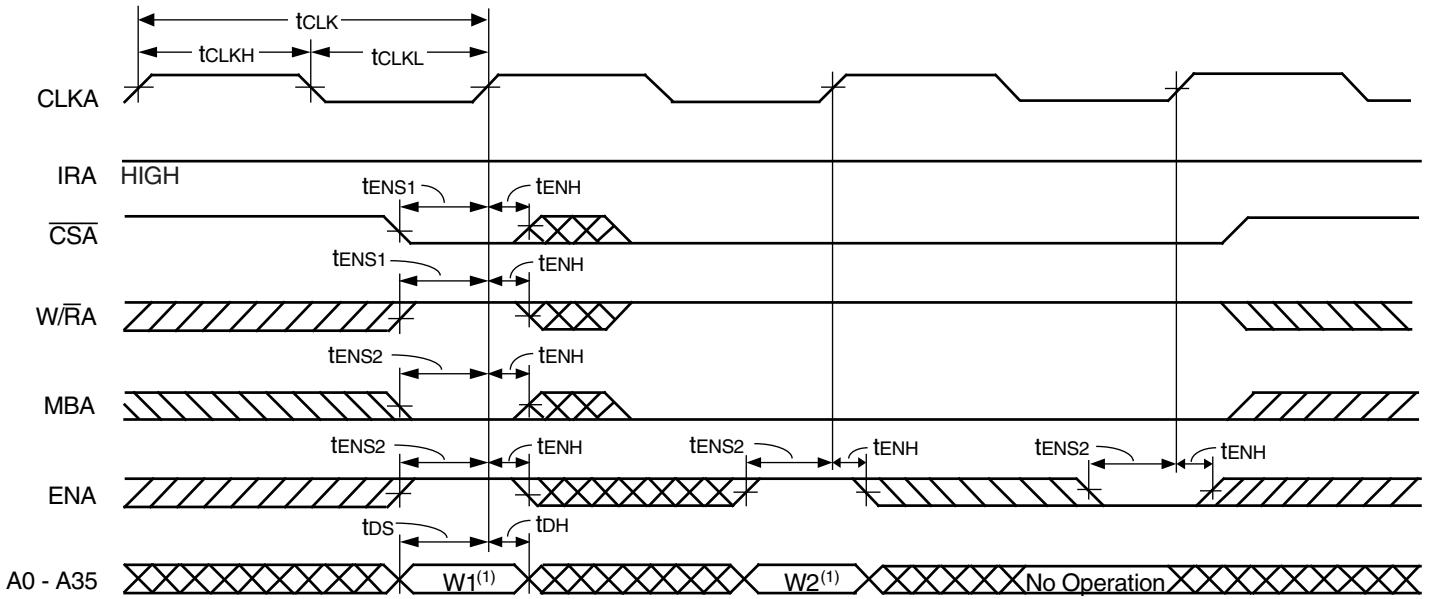 tCLK
tCLKH tCLKL
CLKA
IRA HIGH
tENS1 tENH
CSA
tENS1 tENH
W/RA
tENS2 tENH
MBA
tENS2 tENH tENS2 tENH tENS2 tENH
ENA
tDS tDH
A0 - A35 W1(1) W2(1) No Operation